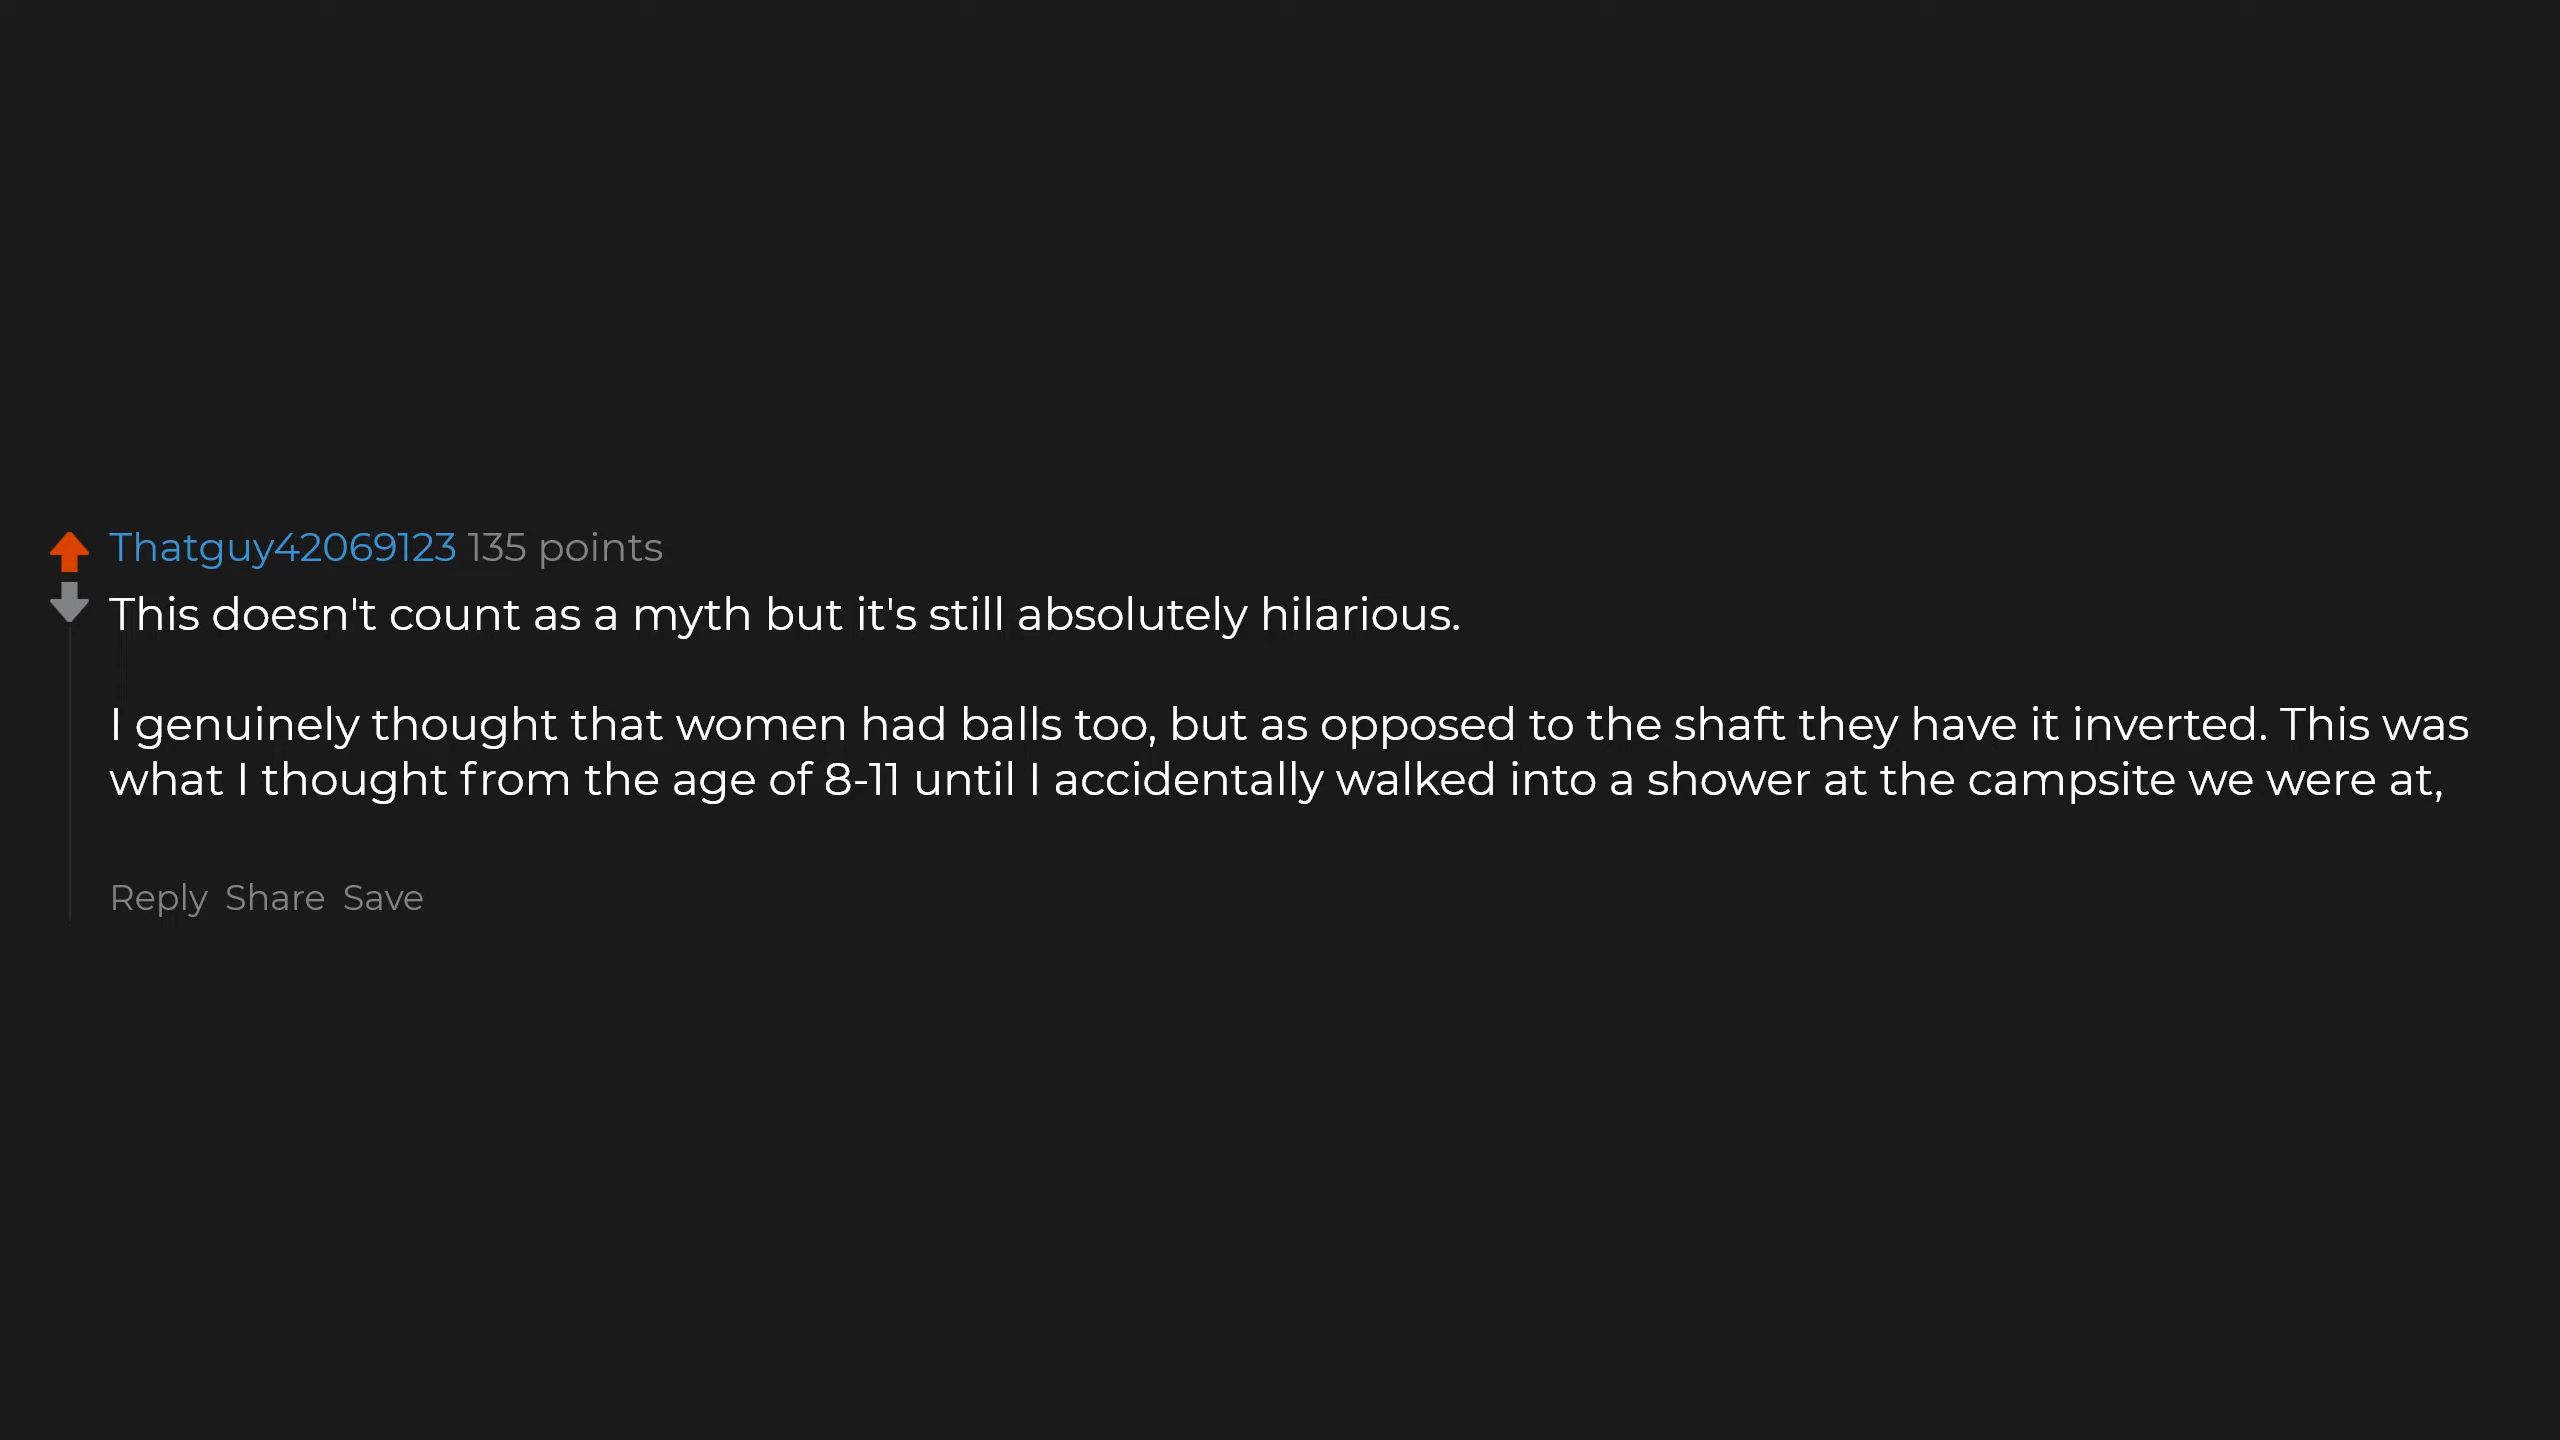 Thatguy42069123 135 points
This doesn't count as a myth but it's still absolutely hilarious.
I genuinely thought that women had balls too, but as opposed to the shaft they have it inverted. This was
what I thought from the age of 8-11 until I accidentally walked into a shower at the campsite we were at,
Reply Share Save